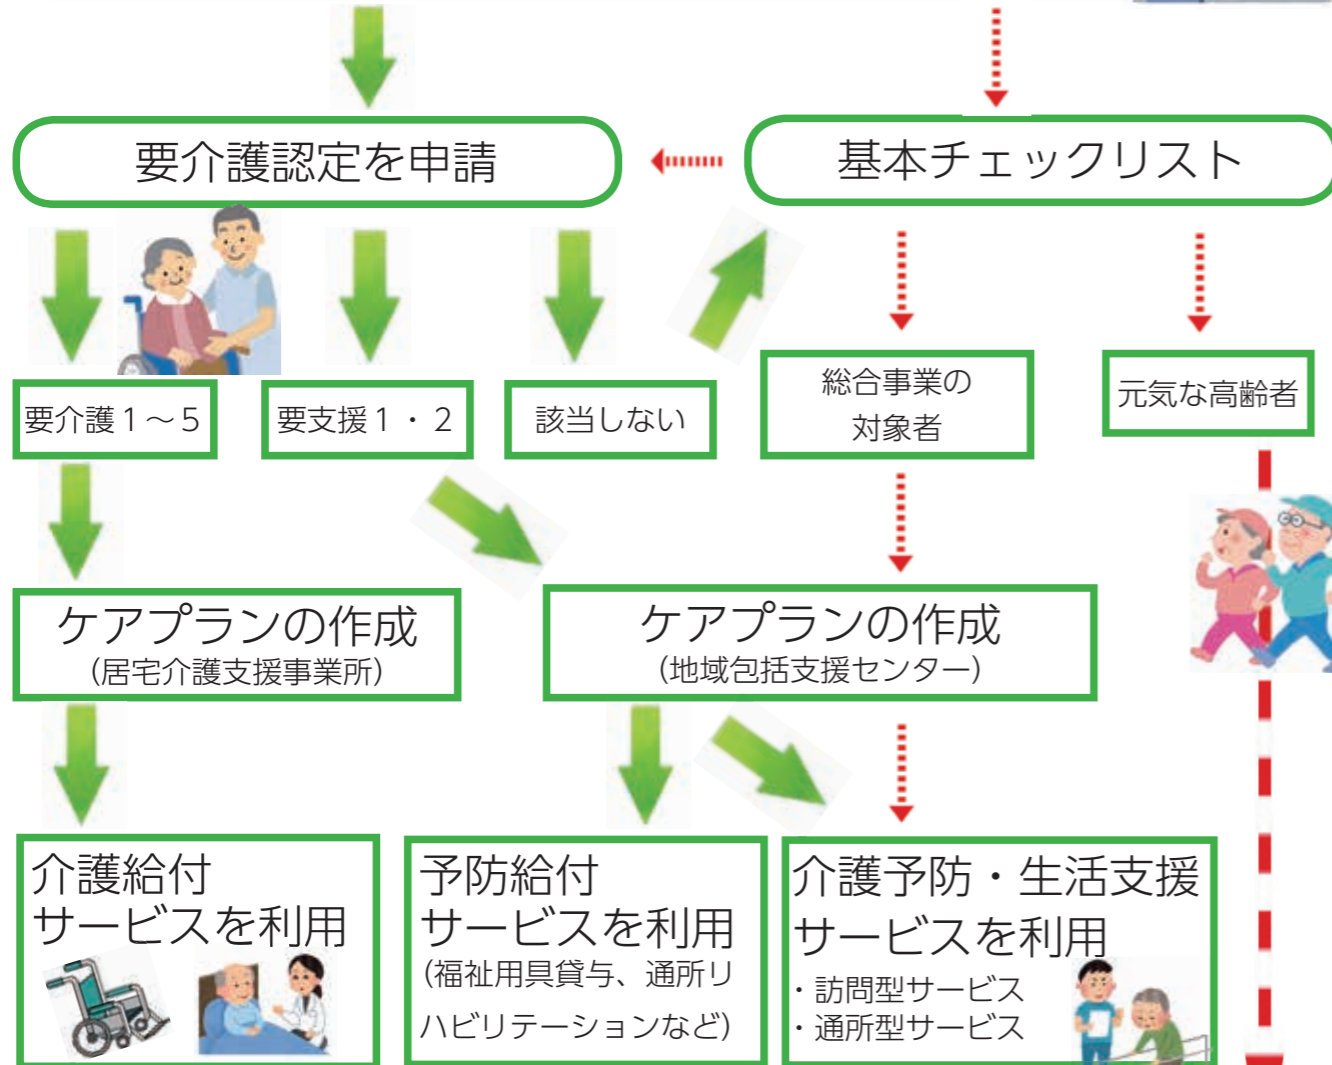 要介護認定を申請
基本チェックリスト
要介護１～５
要支援１・２
該当しない
総合事業の
対象者
元気な高齢者
ケアプランの作成
（居宅介護支援事業所）
ケアプランの作成
（地域包括支援センター）
介護給付
サービスを利用
予防給付
サービスを利用
（福祉用具貸与、通所リ
ハビリテーションなど）
介護予防・生活支援
サービスを利用
・訪問型サービス
・通所型サービス